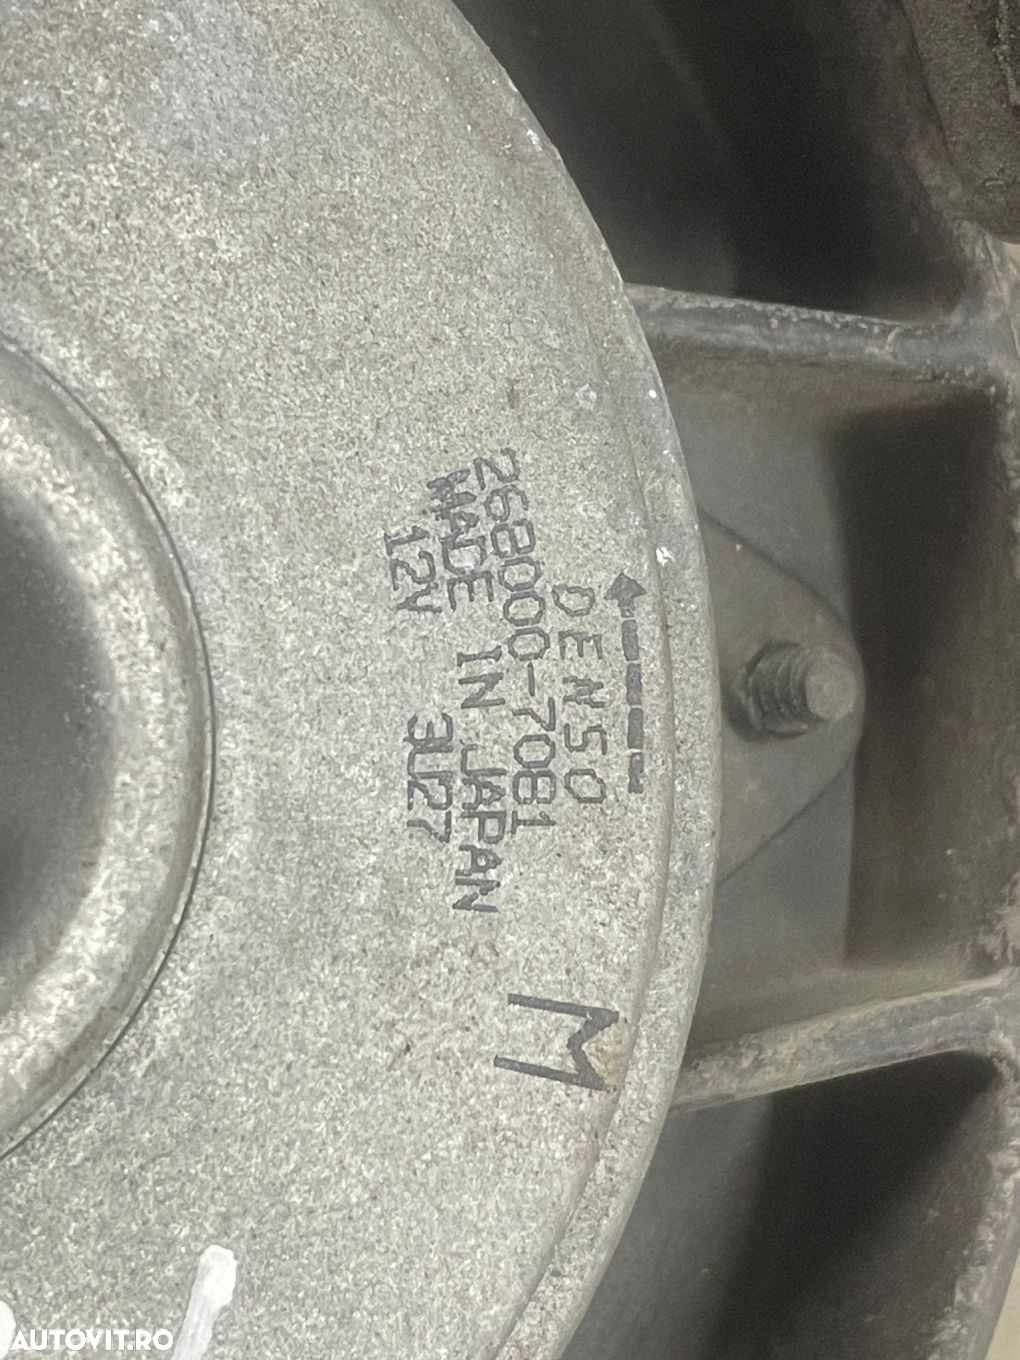 DENSO
268000-7081
MADE IN JAPAN
12V 3U27
M
AUTOVIT.RO